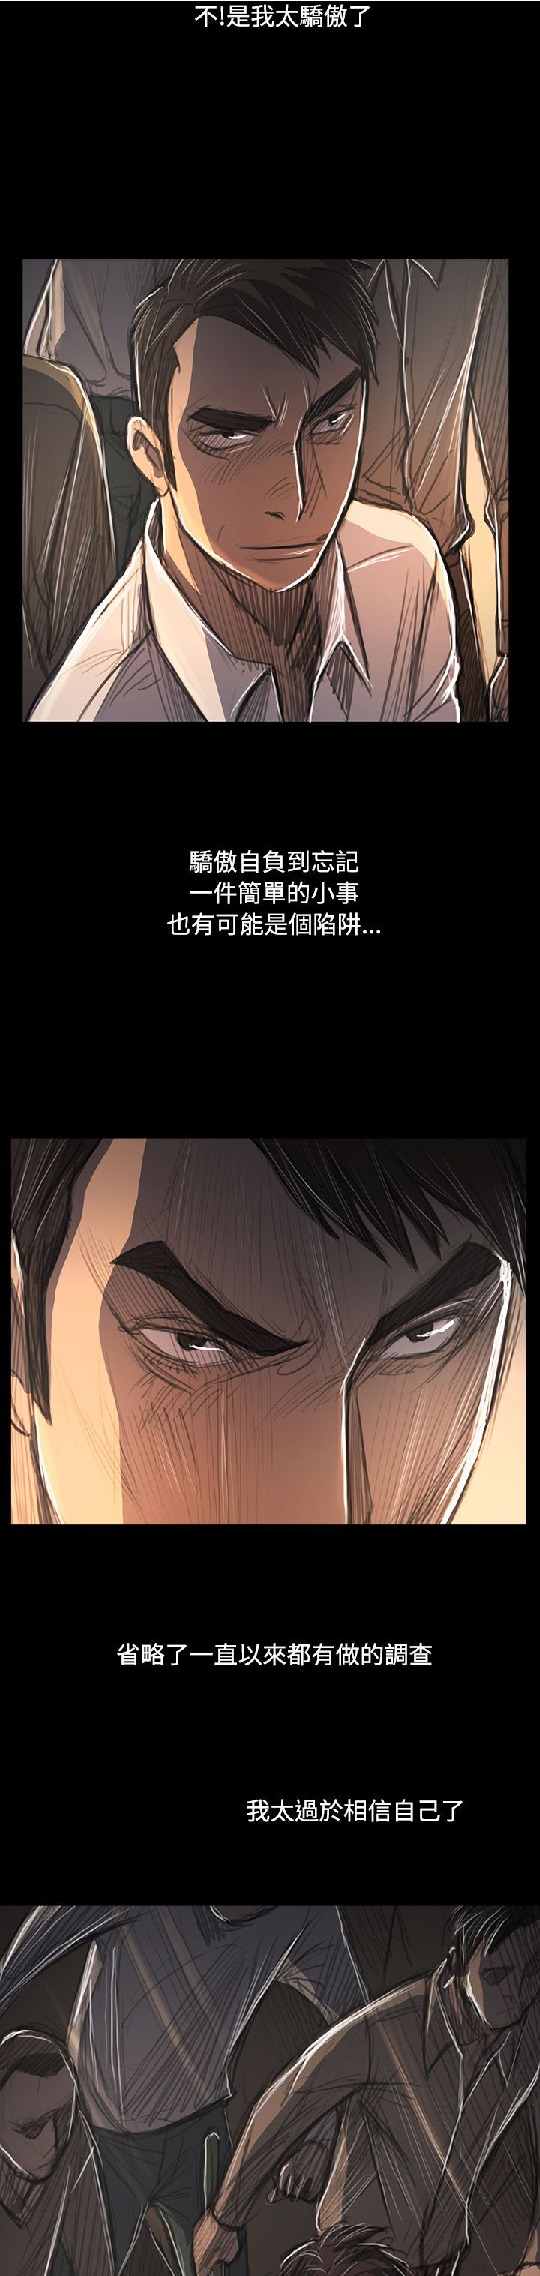 不!是我太驕傲了
驕傲自負到忘記
一件簡單的小事
也有可能是個陷阱...
省略了一直以來都有做的調查
我太過於相信自己了